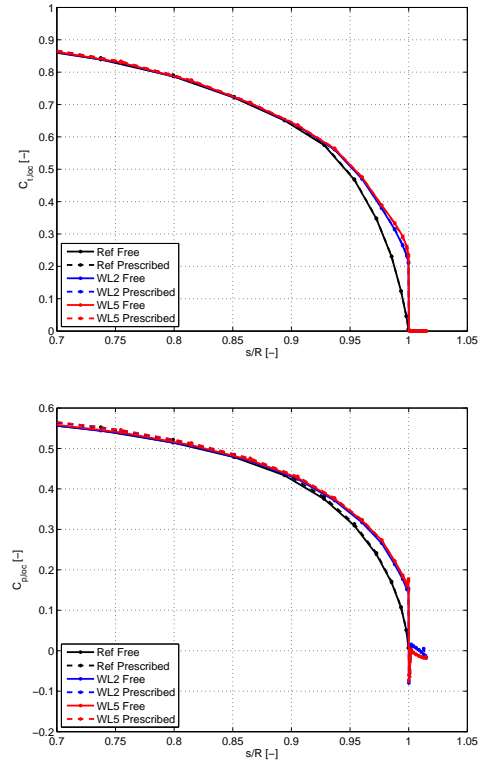 1
0.9
0.8
0.7
0.6
0.5
0.4
0.3
0.2
0.1
0
C_{t,loc} [−]
Ref Free
Ref Prescribed
WL2 Free
WL2 Prescribed
WL5 Free
WL5 Prescribed
0.7 0.75 0.8 0.85 0.9 0.95 1 1.05
s/R [−]
0.6
0.5
0.4
0.3
0.2
0.1
0
−0.1
−0.2
C_{p,loc} [−]
Ref Free
Ref Prescribed
WL2 Free
WL2 Prescribed
WL5 Free
WL5 Prescribed
0.7 0.75 0.8 0.85 0.9 0.95 1 1.05
s/R [−]